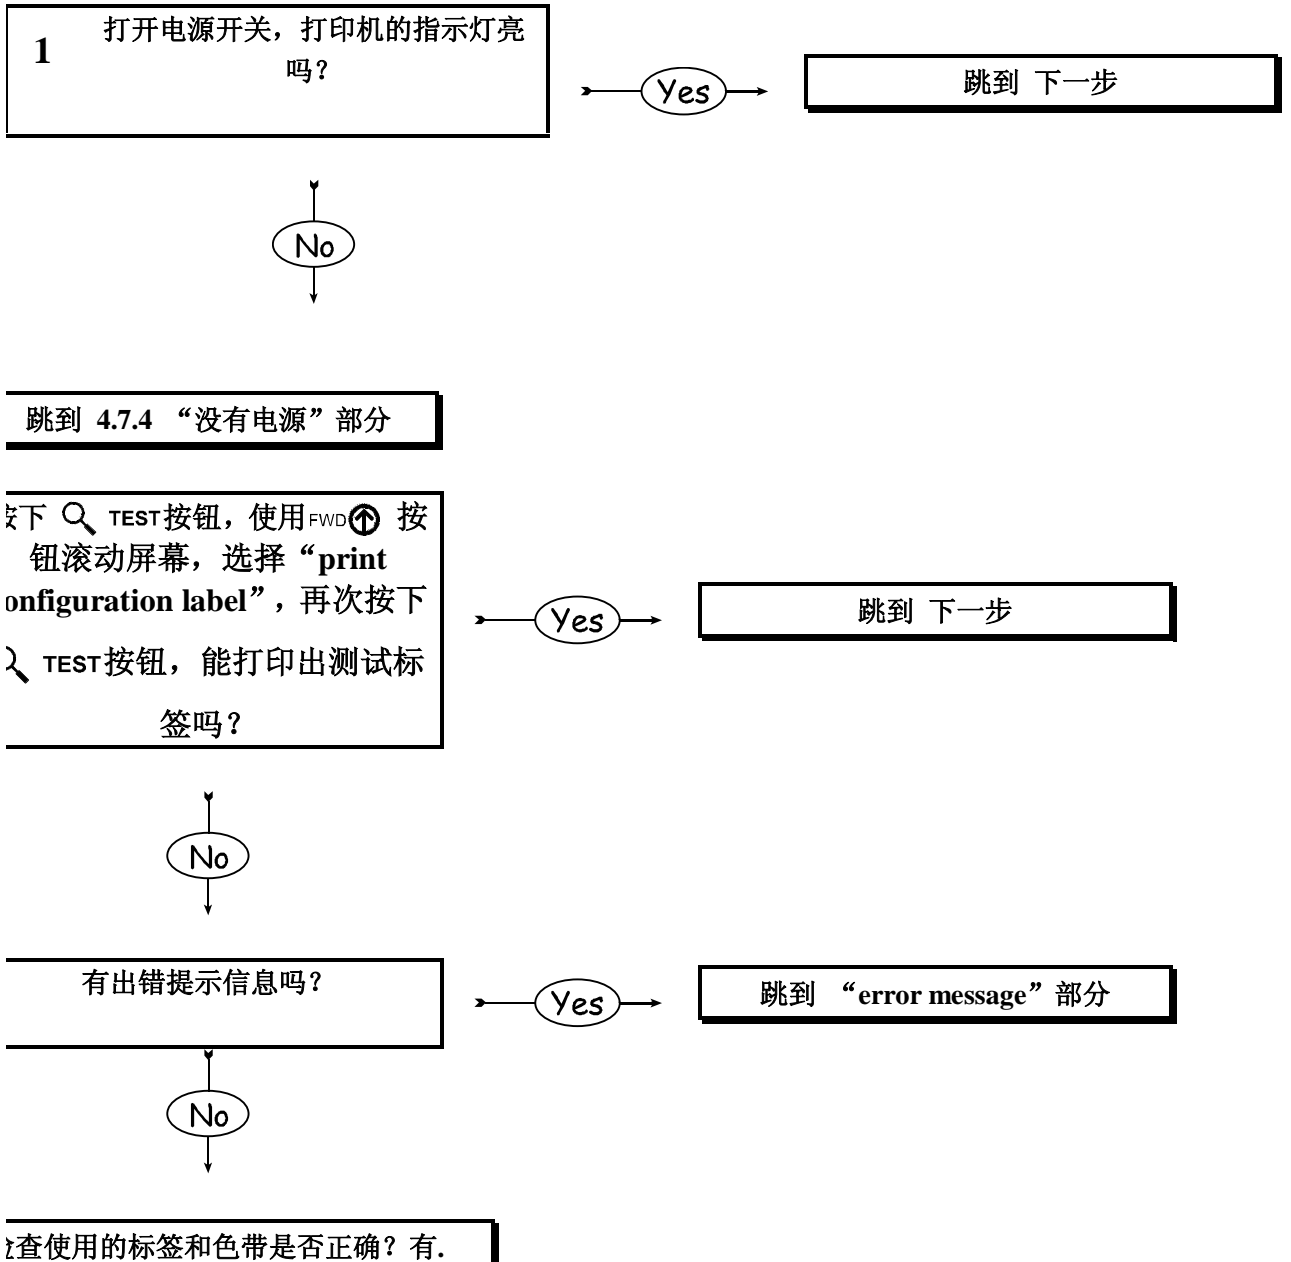 1
打开电源开关，打印机的指示灯亮
吗？
Yes
跳到 下一步
No
跳到 4.7.4 “没有电源”部分
按下 TEST按钮，使用FWD 按
钮滚动屏幕，选择“print
onfiguration label”，再次按下
TEST按钮，能打印出测试标
签吗？
Yes
跳到 下一步
No
有出错提示信息吗？
Yes
跳到 “error message”部分
No
查使用的标签和色带是否正确？有.